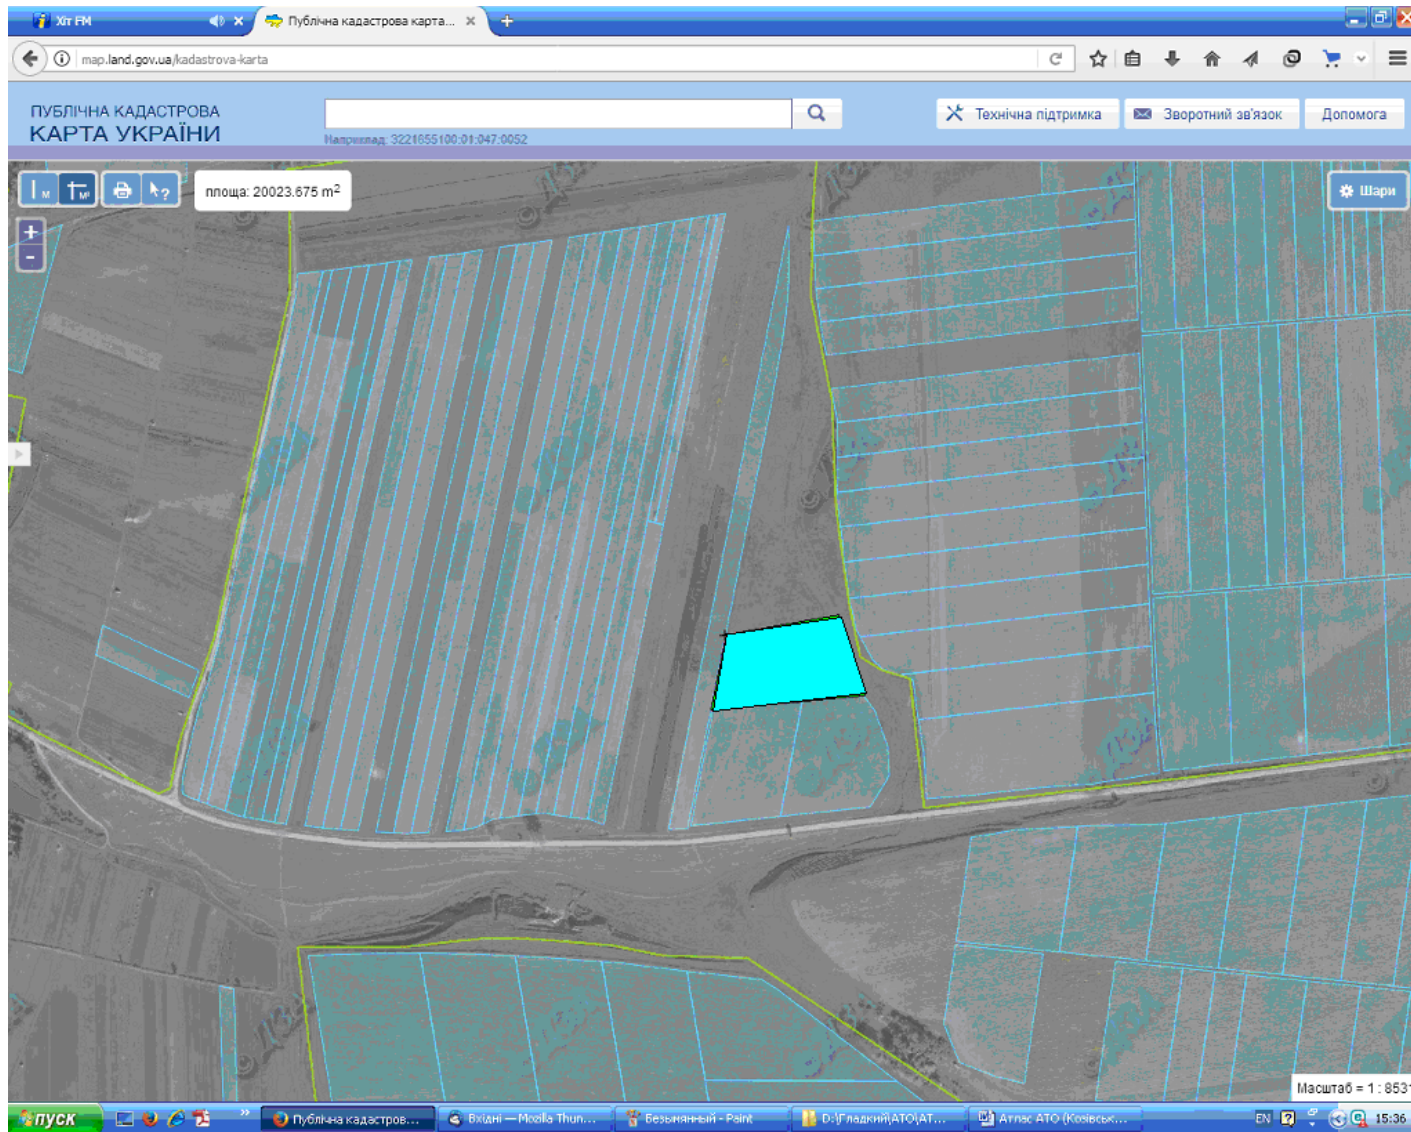 Хіт FM
Публічна кадастрова карта...
map.land.gov.ua/kadastrova-karta
ПУБЛІЧНА КАДАСТРОВА
КАРТА УКРАЇНИ
Наприклад: 3221655100:01:047:0052
Технічна підтримка
Зворотний зв'язок
Допомога
м
м²
площа: 20023.675 m²
Шари
+
-
Масштаб = 1 : 853
пуск
Публічна кадастров...
Вхідні — Mozilla Thun...
Безымянный - Paint
D:\Гладкий\АТО\АТ...
Атлас АТО (Козівськ...
EN
15:36